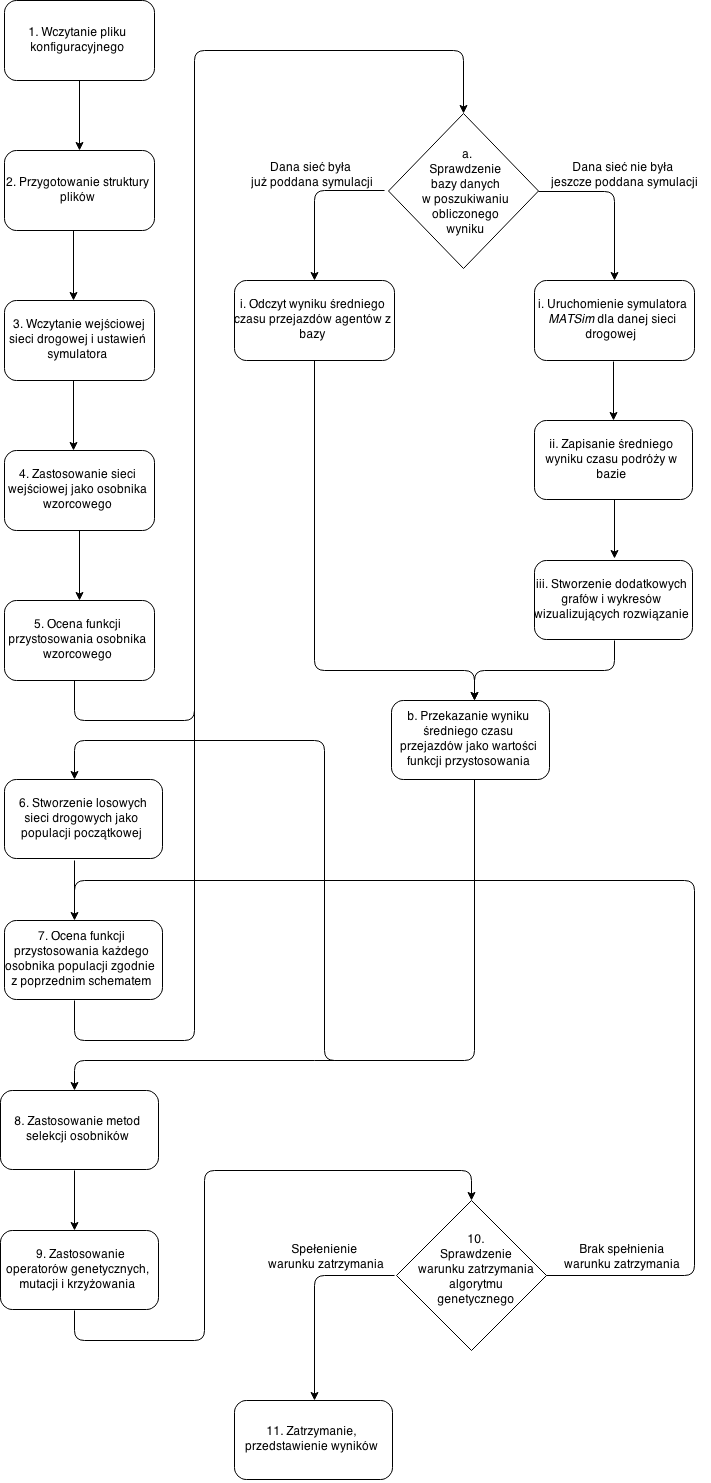 1. Wczytanie pliku
konfiguracyjnego
2. Przygotowanie struktury
plików
3. Wczytanie wejściowej
sieci drogowej i ustawień
symulatora
4. Zastosowanie sieci
wejściowej jako osobnika
wzorcowego
5. Ocena funkcji
przystosowania osobnika
wzorcowego
a.
Sprawdzenie
bazy danych
w poszukiwaniu
obliczonego
wyniku
Dana sieć była
już poddana symulacji
Dana sieć nie była
jeszcze poddana symulacji
i. Odczyt wyniku średniego
czasu przejazdów agentów z
bazy
i. Uruchomienie symulatora
MATSim dla danej sieci
drogowej
ii. Zapisanie średniego
wyniku czasu podróży w
bazie
iii. Stworzenie dodatkowych
grafów i wykresów
wizualizujących rozwiązanie
b. Przekazanie wyniku
średniego czasu
przejazdów jako wartości
funkcji przystosowania
6. Stworzenie losowych
sieci drogowych jako
populacji początkowej
7. Ocena funkcji
przystosowania każdego
osobnika populacji zgodnie
z poprzednim schematem
8. Zastosowanie metod
selekcji osobników
9. Zastosowanie
operatorów genetycznych,
mutacji i krzyżowania
10.
Sprawdzenie
warunku zatrzymania
algorytmu
genetycznego
Spełenienie
warunku zatrzymania
Brak spełnienia
warunku zatrzymania
11. Zatrzymanie,
przedstawienie wyników